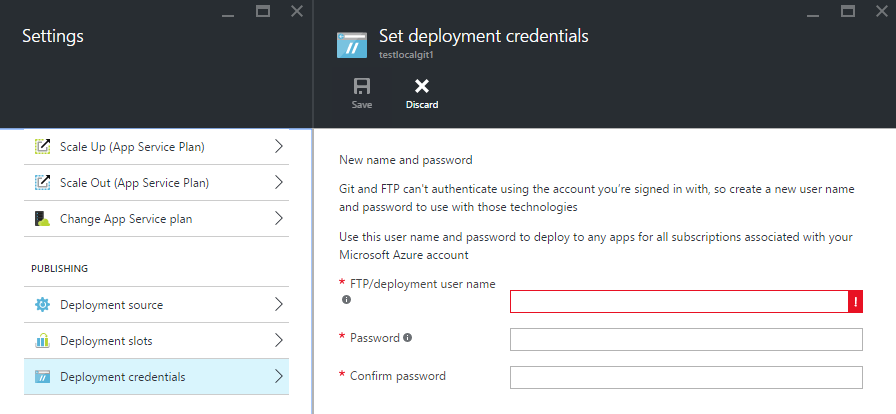 Settings
Scale Up (App Service Plan)
Scale Out (App Service Plan)
Change App Service plan
PUBLISHING
Deployment source
Deployment slots
Deployment credentials
Set deployment credentials
testlocalgit1
Save
Discard
New name and password
Git and FTP can't authenticate using the account you're signed in with, so create a new user name
and password to use with those technologies
Use this user name and password to deploy to any apps for all subscriptions associated with your
Microsoft Azure account
* FTP/deployment user name
* Password
* Confirm password